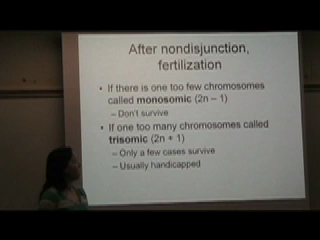 After nondisjunction,
fertilization
• If there is one too few chromosomes
called monosomic (2n – 1)
– Don't survive
• If one too many chromosomes called
trisomic (2n + 1)
– Only a few cases survive
– Usually handicapped